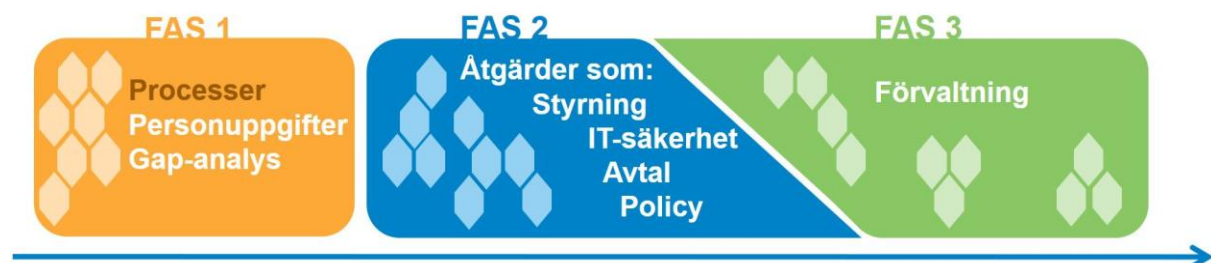 FAS 1
Processer
Personuppgifter
Gap-analys
FAS 2
Åtgärder som:
Styrning
IT-säkerhet
Avtal
Policy
FAS 3
Förvaltning